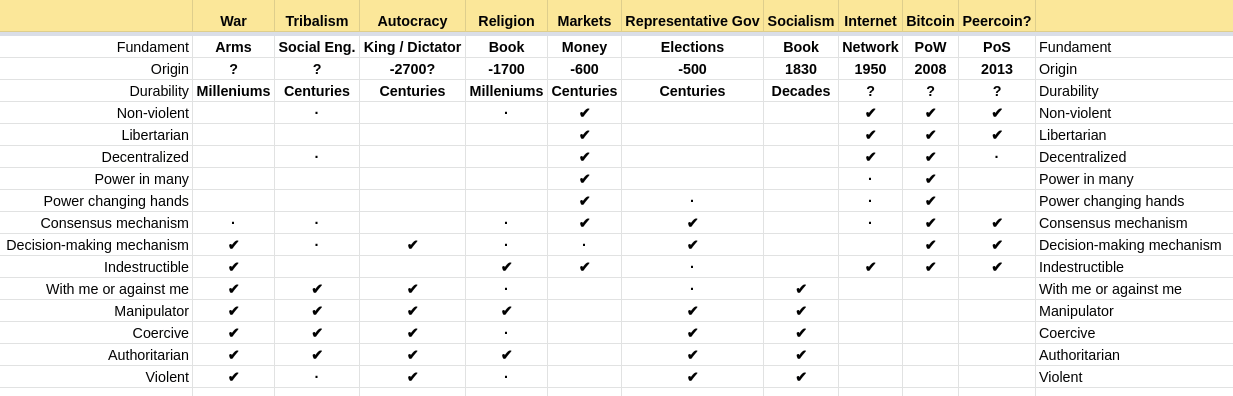 War Tribalism Autocracy Religion Markets Representative Gov Socialism Internet Bitcoin Peercoin?
Fundament Arms Social Eng. King / Dictator Book Money Elections Book Network PoW PoS Fundament
Origin ? ? -2700? -1700 -600 -500 1830 1950 2008 2013 Origin
Durability Milleniums Centuries Centuries Milleniums Centuries Centuries Decades ? ? ? Durability
Non-violent · · ✔ ✔ ✔ ✔ Non-violent
Libertarian ✔ ✔ ✔ ✔ Libertarian
Decentralized · ✔ ✔ ✔ · Decentralized
Power in many ✔ · ✔ Power in many
Power changing hands ✔ · · ✔ Power changing hands
Consensus mechanism · · · ✔ ✔ · ✔ ✔ Consensus mechanism
Decision-making mechanism ✔ · ✔ · · ✔ ✔ ✔ Decision-making mechanism
Indestructible ✔ ✔ ✔ · ✔ ✔ ✔ Indestructible
With me or against me ✔ ✔ ✔ · · ✔ With me or against me
Manipulator ✔ ✔ ✔ ✔ ✔ ✔ Manipulator
Coercive ✔ ✔ ✔ · ✔ ✔ Coercive
Authoritarian ✔ ✔ ✔ ✔ ✔ ✔ Authoritarian
Violent ✔ · ✔ · ✔ ✔ Violent